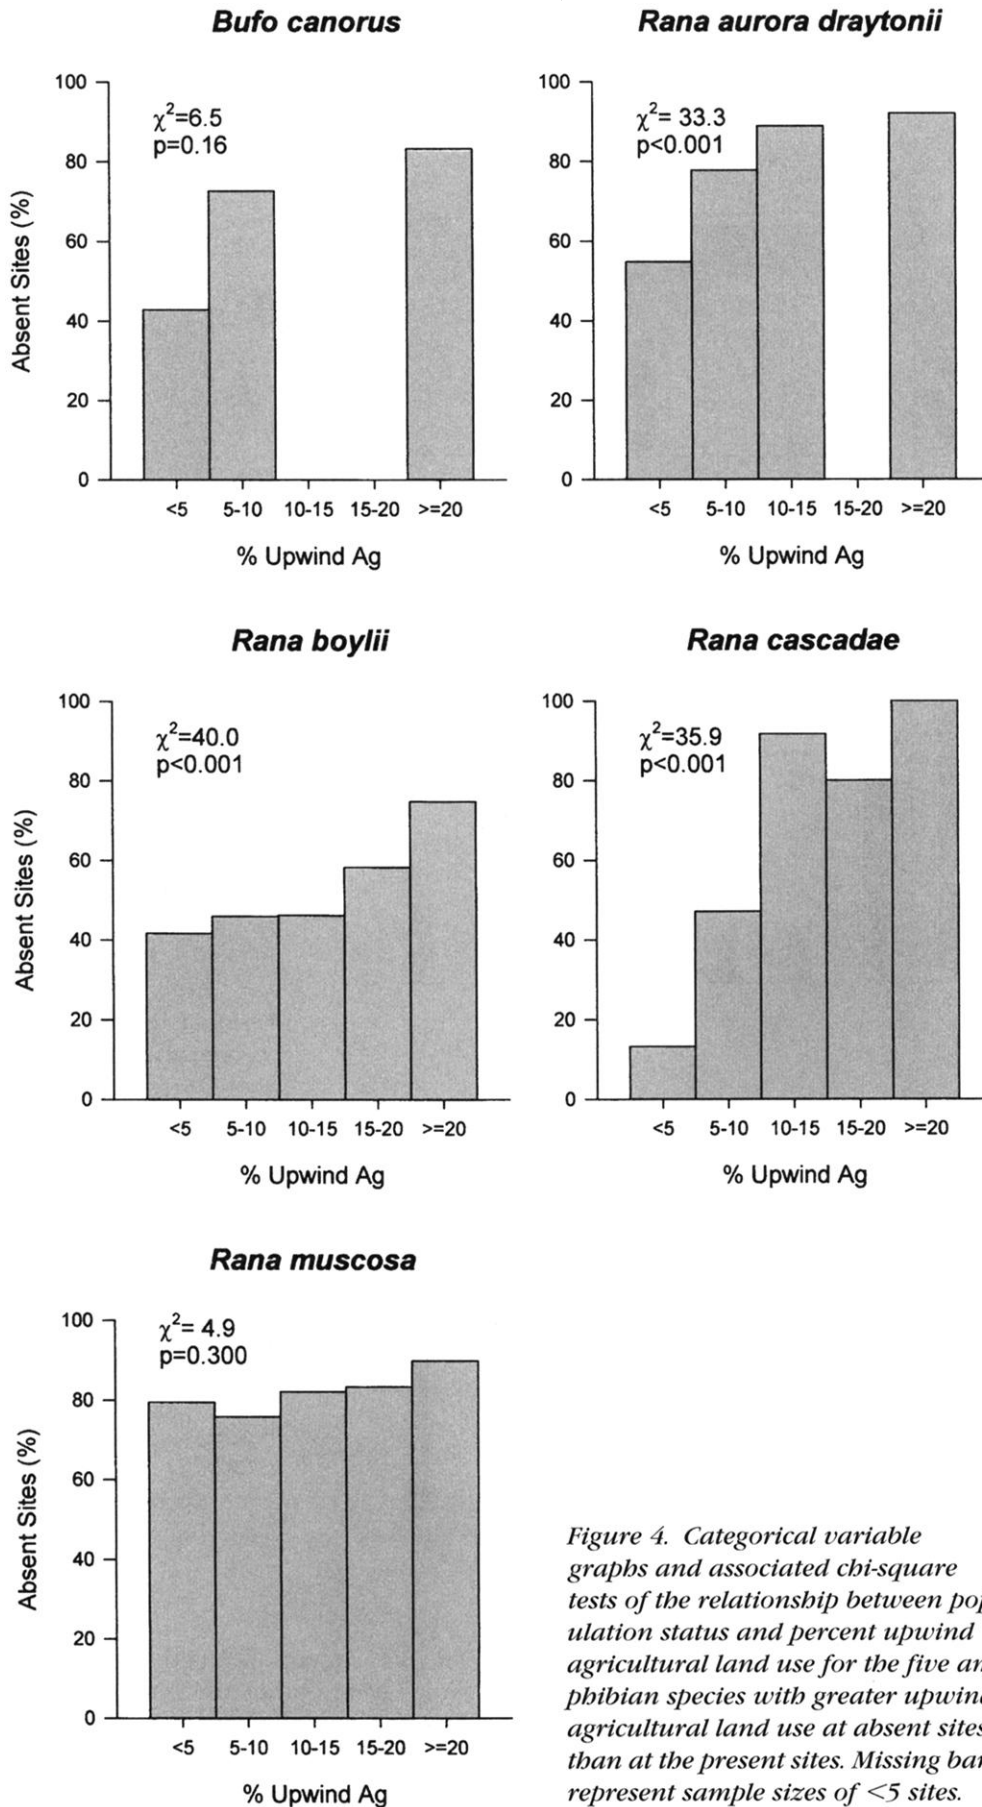 Bufo canorus
χ²=6.5
p=0.16
Absent Sites (%)
100
80
60
40
20
0
<5 5-10 10-15 15-20 >=20
% Upwind Ag
Rana aurora draytonii
χ²= 33.3
p<0.001
100
80
60
40
20
0
<5 5-10 10-15 15-20 >=20
% Upwind Ag
Rana boylii
χ²=40.0
p<0.001
Absent Sites (%)
100
80
60
40
20
0
<5 5-10 10-15 15-20 >=20
% Upwind Ag
Rana cascadae
χ²=35.9
p<0.001
100
80
60
40
20
0
<5 5-10 10-15 15-20 >=20
% Upwind Ag
Rana muscosa
χ²= 4.9
p=0.300
Absent Sites (%)
100
80
60
40
20
0
<5 5-10 10-15 15-20 >=20
% Upwind Ag
Figure 4. Categorical variable
graphs and associated chi-square
tests of the relationship between pop
ulation status and percent upwind
agricultural land use for the five am
phibian species with greater upwind
agricultural land use at absent sites
than at the present sites. Missing bar
represent sample sizes of <5 sites.